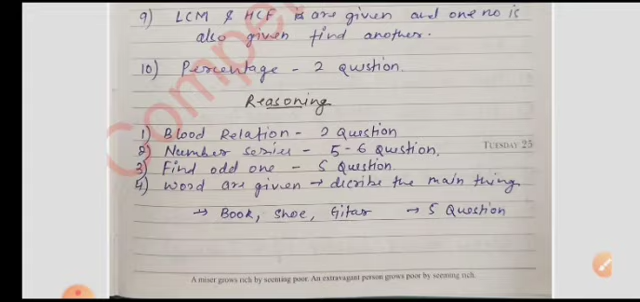 9) LCM & HCF is are given and one no is
also given find another.
10) Percentage - 2 Qustion.
Reasoning
1) Blood Relation - 2 Question
2) Number series - 5-6 Question.
TUESDAY 25
3) Find odd one - 5 Question
4) Word are given → dicribe the main thing
→ Book, Shoe, Gitar → 5 Question
A miser grows rich by seeming poor. An extravagant person grows poor by seeming rich.